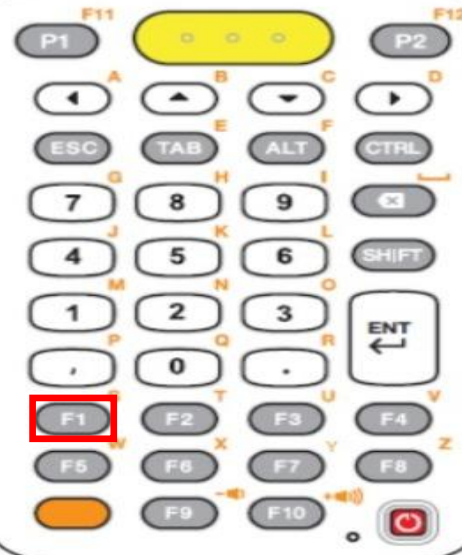 F11 F12
P1 P2
A B C D
E F
ESC TAB ALT CTRL
G H I
7 8 9
J K L
4 5 6 SHIFT
M N O
1 2 3 ENT
P Q R
, 0 .
S T U V
F1 F2 F3 F4
W X Y Z
F5 F6 F7 F8
- +
F9 F10